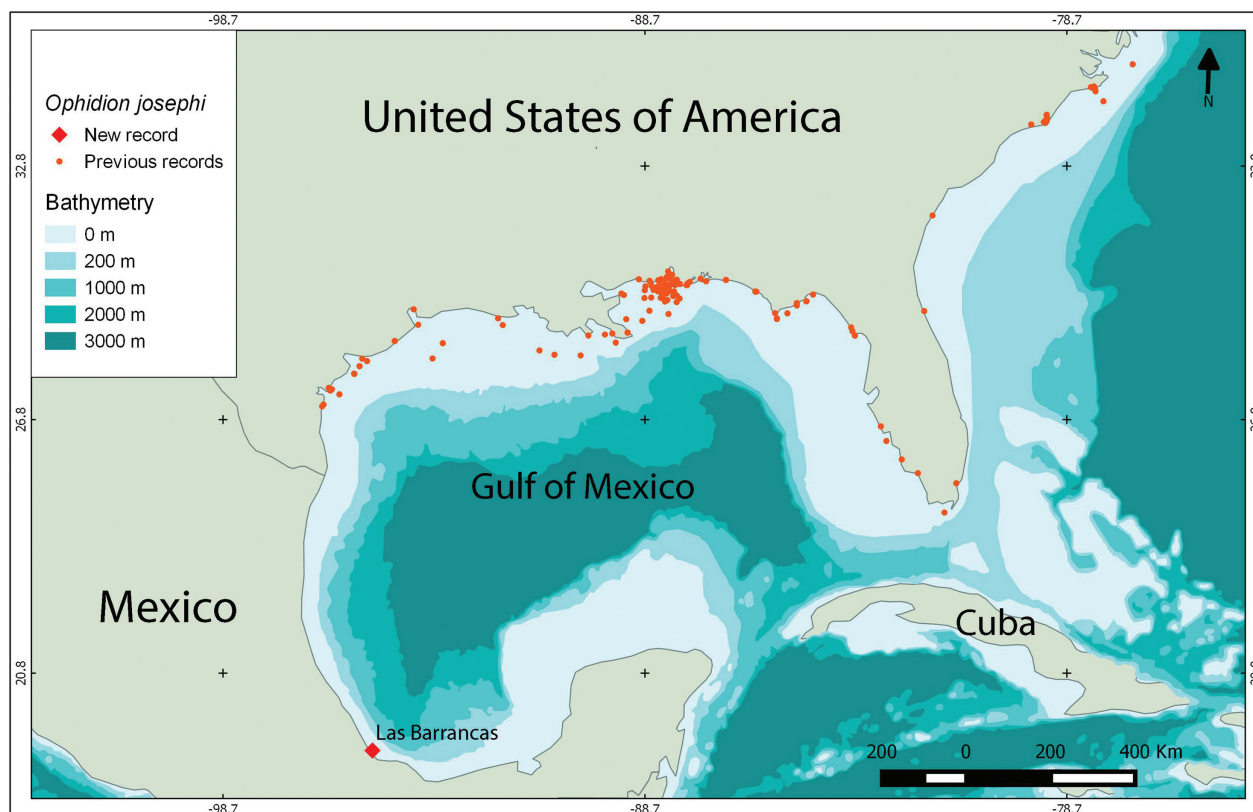 -98.7
-88.7
-78.7
Ophidion josephi
New record
Previous records
Bathymetry
0 m
200 m
1000 m
2000 m
3000 m
United States of America
N
32.8
26.8
20.8
Gulf of Mexico
Mexico
Cuba
Las Barrancas
200 0 200 400 Km
-98.7
-88.7
-78.7